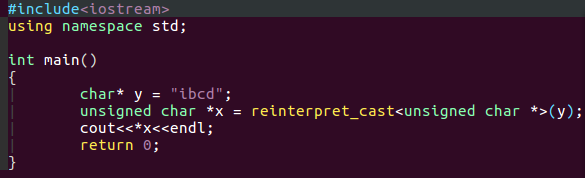 #include<iostream>
using namespace std;
int main()
{
char* y = "ibcd";
unsigned char *x = reinterpret_cast<unsigned char *>(y);
cout<<*x<<endl;
return 0;
}